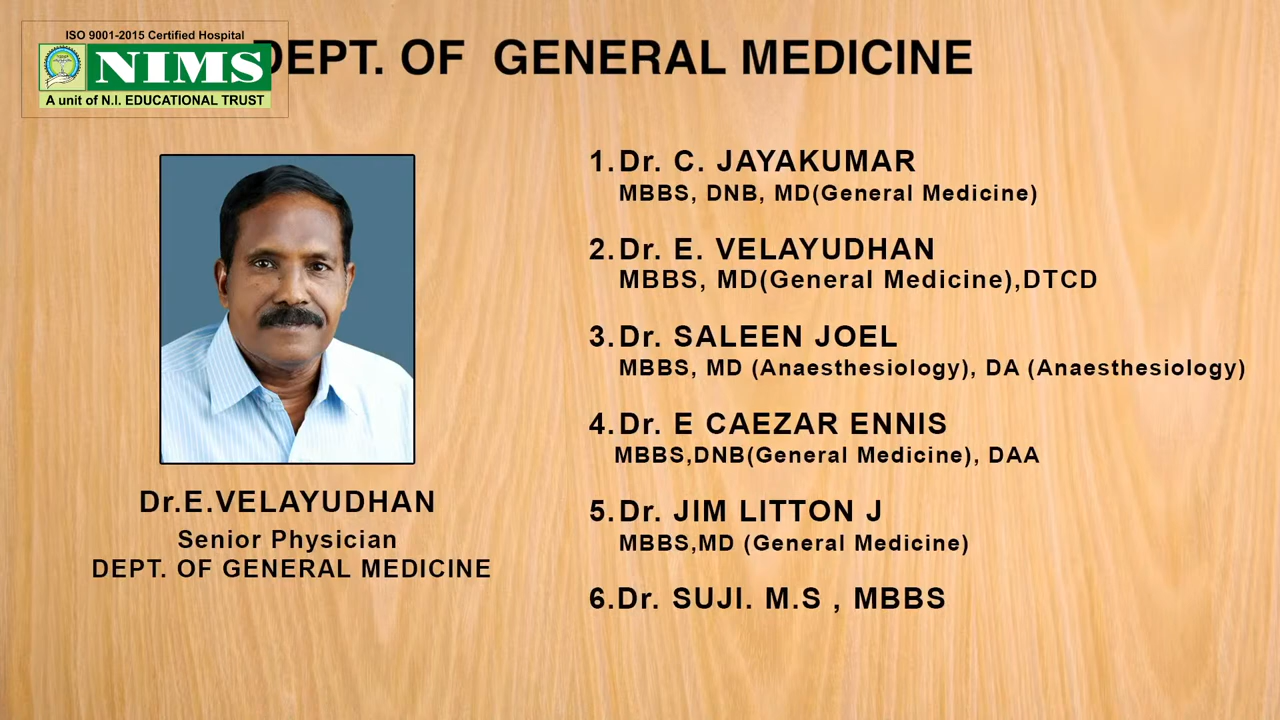 ISO 9001-2015 Certified Hospital
NIMS
A unit of N.I. EDUCATIONAL TRUST
DEPT. OF GENERAL MEDICINE
Dr.E.VELAYUDHAN
Senior Physician
DEPT. OF GENERAL MEDICINE
1.Dr. C. JAYAKUMAR
MBBS, DNB, MD(General Medicine)
2.Dr. E. VELAYUDHAN
MBBS, MD(General Medicine),DTCD
3.Dr. SALEEN JOEL
MBBS, MD (Anaesthesiology), DA (Anaesthesiology)
4.Dr. E CAEZAR ENNIS
MBBS,DNB(General Medicine), DAA
5.Dr. JIM LITTON J
MBBS,MD (General Medicine)
6.Dr. SUJI. M.S , MBBS